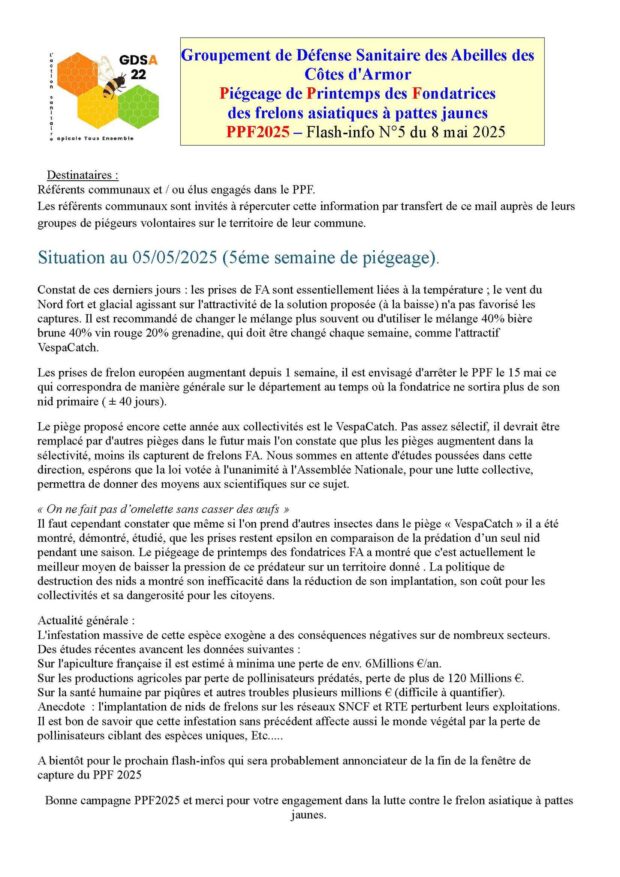 l'action sanitaire
GDSA
22
apicole Tous Ensemble
Groupement de Défense Sanitaire des Abeilles des
Côtes d'Armor
Piégeage de Printemps des Fondatrices
des frelons asiatiques à pattes jaunes
PPF2025 – Flash-info N°5 du 8 mai 2025
Destinataires :
Référents communaux et / ou élus engagés dans le PPF.
Les référents communaux sont invités à répercuter cette information par transfert de ce mail auprès de leurs
groupes de piégeurs volontaires sur le territoire de leur commune.
Situation au 05/05/2025 (5éme semaine de piégeage).
Constat de ces derniers jours : les prises de FA sont essentiellement liées à la température ; le vent du
Nord fort et glacial agissant sur l'attractivité de la solution proposée (à la baisse) n'a pas favorisé les
captures. Il est recommandé de changer le mélange plus souvent ou d'utiliser le mélange 40% bière
brune 40% vin rouge 20% grenadine, qui doit être changé chaque semaine, comme l'attractif
VespaCatch.
Les prises de frelon européen augmentant depuis 1 semaine, il est envisagé d'arrêter le PPF le 15 mai ce
qui correspondra de manière générale sur le département au temps où la fondatrice ne sortira plus de son
nid primaire ( ± 40 jours).
Le piège proposé encore cette année aux collectivités est le VespaCatch. Pas assez sélectif, il devrait être
remplacé par d'autres pièges dans le futur mais l'on constate que plus les pièges augmentent dans la
sélectivité, moins ils capturent de frelons FA. Nous sommes en attente d'études poussées dans cette
direction, espérons que la loi votée à l'unanimité à l'Assemblée Nationale, pour une lutte collective,
permettra de donner des moyens aux scientifiques sur ce sujet.
« On ne fait pas d'omelette sans casser des œufs »
Il faut cependant constater que même si l'on prend d'autres insectes dans le piège « VespaCatch » il a été
montré, démontré, étudié, que les prises restent epsilon en comparaison de la prédation d'un seul nid
pendant une saison. Le piégeage de printemps des fondatrices FA a montré que c'est actuellement le
meilleur moyen de baisser la pression de ce prédateur sur un territoire donné . La politique de
destruction des nids a montré son inefficacité dans la réduction de son implantation, son coût pour les
collectivités et sa dangerosité pour les citoyens.
Actualité générale :
L'infestation massive de cette espèce exogène a des conséquences négatives sur de nombreux secteurs.
Des études récentes avancent les données suivantes :
Sur l'apiculture française il est estimé à minima une perte de env. 6Millions €/an.
Sur les productions agricoles par perte de pollinisateurs prédatés, perte de plus de 120 Millions €.
Sur la santé humaine par piqûres et autres troubles plusieurs millions € (difficile à quantifier).
Anecdote : l'implantation de nids de frelons sur les réseaux SNCF et RTE perturbent leurs exploitations.
Il est bon de savoir que cette infestation sans précédent affecte aussi le monde végétal par la perte de
pollinisateurs ciblant des espèces uniques, Etc.....
A bientôt pour le prochain flash-infos qui sera probablement annonciateur de la fin de la fenêtre de
capture du PPF 2025
Bonne campagne PPF2025 et merci pour votre engagement dans la lutte contre le frelon asiatique à pattes
jaunes.